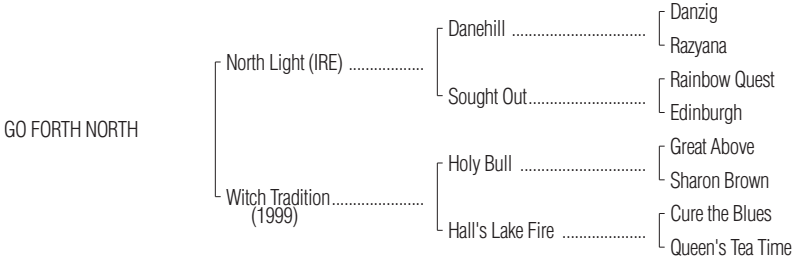 Danzig
Danehill ................................
Razyana
North Light (IRE) ..................
Rainbow Quest
Sought Out............................
Edinburgh
GO FORTH NORTH
Great Above
Holy Bull ..............................
Sharon Brown
Witch Tradition......................
(1999)
Cure the Blues
Hall's Lake Fire ....................
Queen's Tea Time